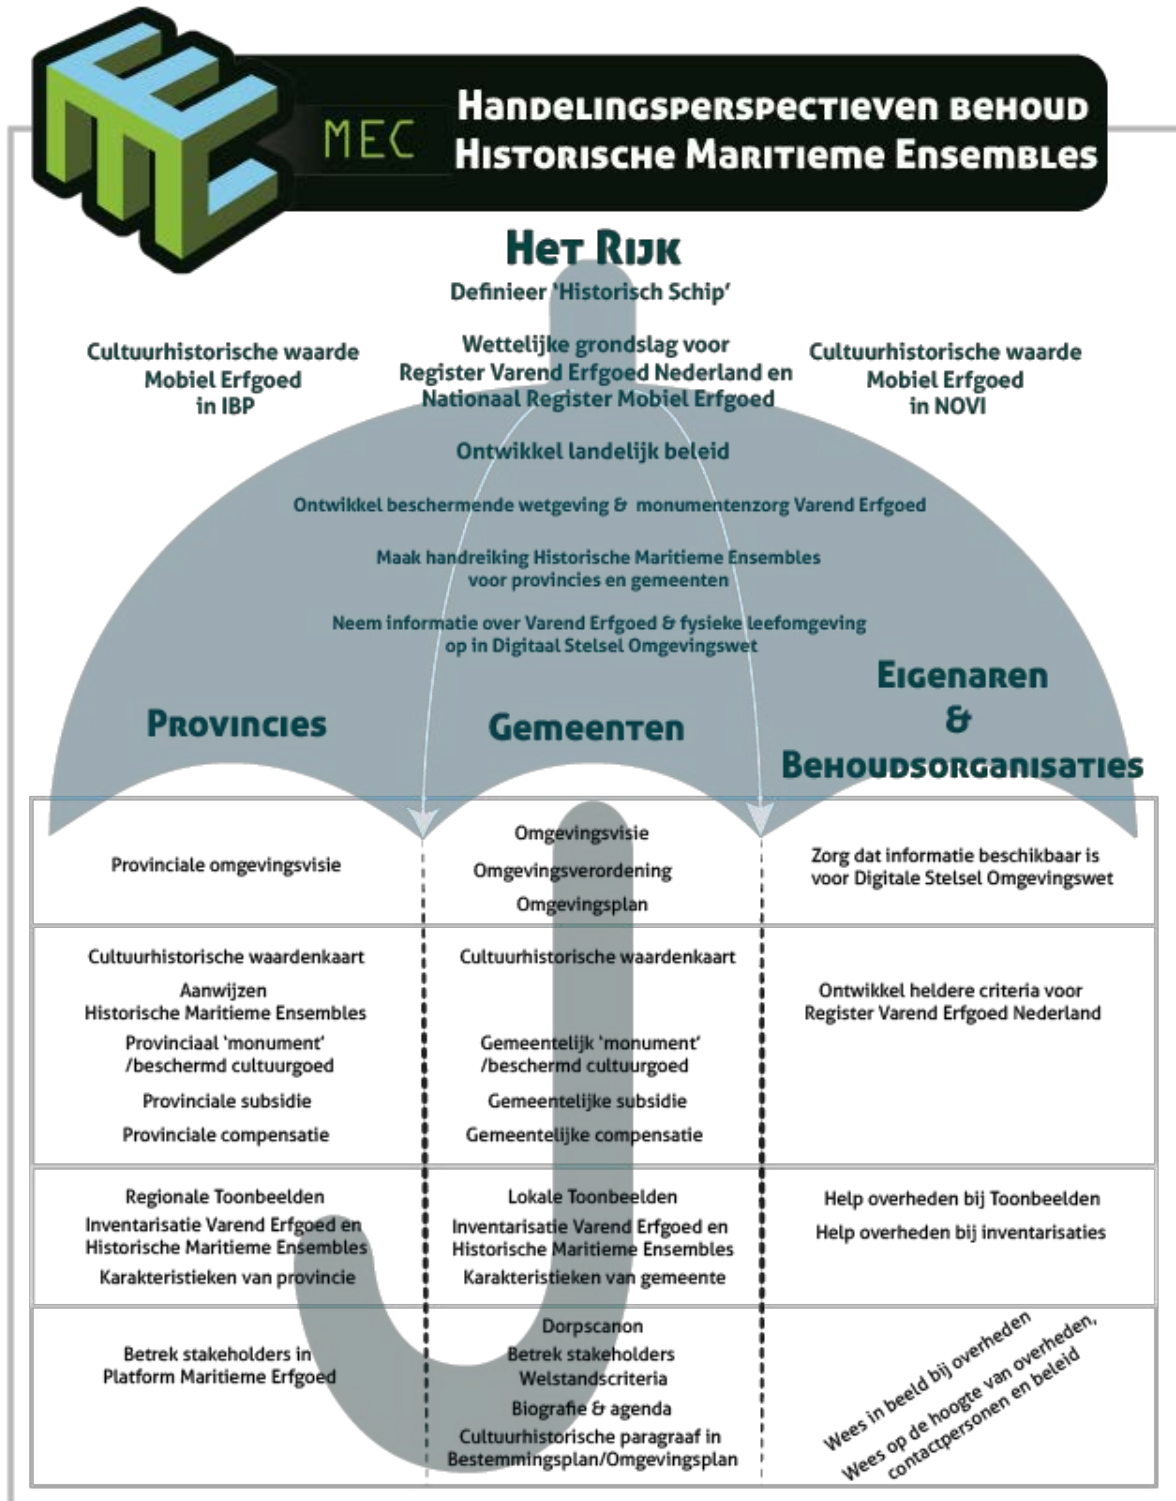 MEC
Handelingsperspectieven behoud
Historische Maritieme Ensembles
Het Rijk
Definieer ‘Historisch Schip’
Cultuurhistorische waarde
Mobiel Erfgoed
in IBP
Wettelijke grondslag voor
Register Varend Erfgoed Nederland en
Nationaal Register Mobiel Erfgoed
Cultuurhistorische waarde
Mobiel Erfgoed
in NOVI
Ontwikkel landelijk beleid
Ontwikkel beschermende wetgeving & monumentenzorg Varend Erfgoed
Maak handreiking Historische Maritieme Ensembles
voor provincies en gemeenten
Neem informatie over Varend Erfgoed & fysieke leefomgeving
op in Digitaal Stelsel Omgevingswet
Provincies
Gemeenten
Eigenaren
&
Behoudsorganisaties
Provinciale omgevingsvisie
Omgevingsvisie
Omgevingsverordening
Omgevingsplan
Zorg dat informatie beschikbaar is
voor Digitale Stelsel Omgevingswet
Cultuurhistorische waardenkaart
Aanwijzen
Historische Maritieme Ensembles
Provinciaal ‘monument’
/beschermd cultuurgoed
Provinciale subsidie
Provinciale compensatie
Cultuurhistorische waardenkaart
Gemeentelijk ‘monument’
/beschermd cultuurgoed
Gemeentelijke subsidie
Gemeentelijke compensatie
Ontwikkel heldere criteria voor
Register Varend Erfgoed Nederland
Regionale Toonbeelden
Inventarisatie Varend Erfgoed en
Historische Maritieme Ensembles
Karakteristieken van provincie
Lokale Toonbeelden
Inventarisatie Varend Erfgoed en
Historische Maritieme Ensembles
Karakteristieken van gemeente
Help overheden bij Toonbeelden
Help overheden bij inventarisaties
Betrek stakeholders in
Platform Maritieme Erfgoed
Dorpscanon
Betrek stakeholders
Welstandscriteria
Biografie & agenda
Cultuurhistorische paragraaf in
Bestemmingsplan/Omgevingsplan
Wees in beeld bij overheden
Wees op de hoogte van overheden,
contactpersonen en beleid